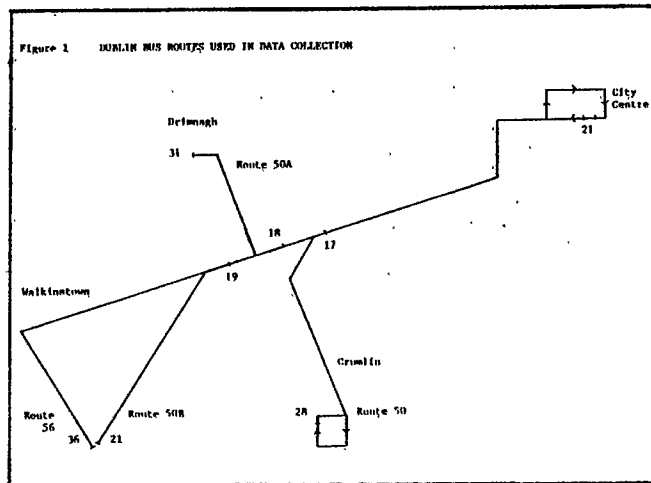 Figure 1 DUBLIN BUS ROUTES USED IN DATA COLLECTION
City
Centre
21
Drimnagh
31
Route 50A
18
17
19
Walkinstown
Crumlin
Route
56
36
21
Route 50B
28
Route 50